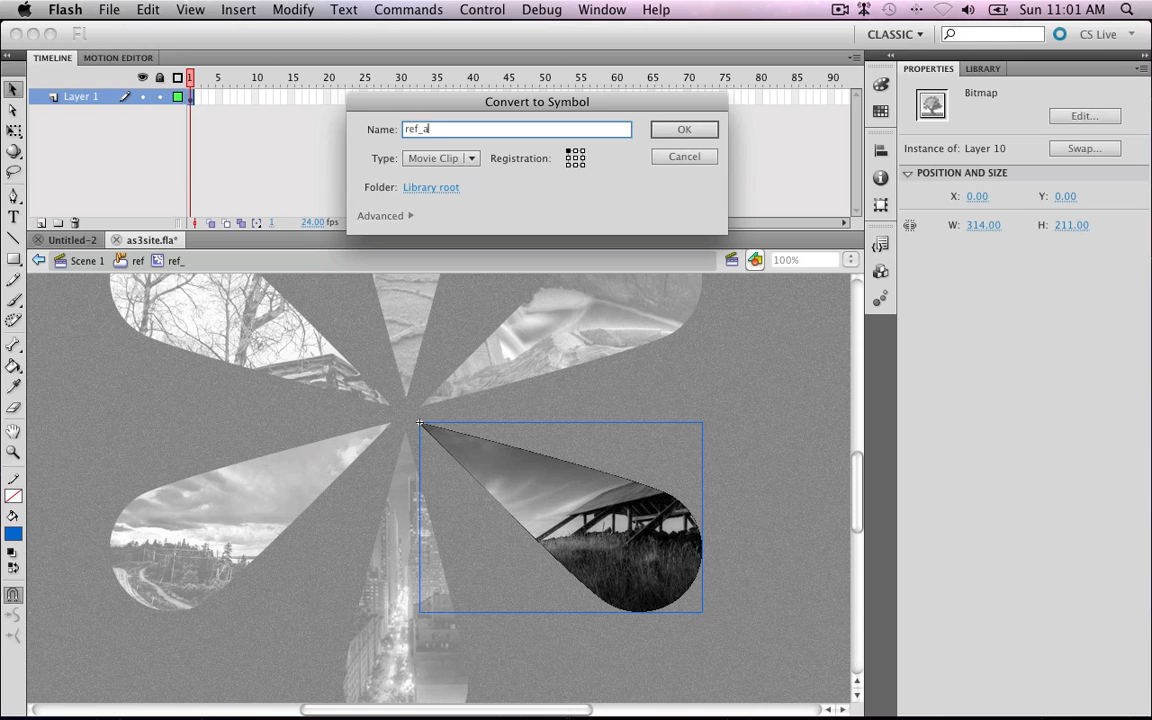 Flash File Edit View Insert Modify Text Commands Control Debug Window Help Sun 11:01 AM
Fl CLASSIC CS Live
TIMELINE MOTION EDITOR
1 5 10 15 20 25 30 35 40 45 50 55 60 65 70 75 80 85 90
Layer 1
1 24.00 fps
Convert to Symbol
Name: ref_a
OK
Type: Movie Clip Registration:
Cancel
Folder: Library root
Advanced
Untitled-2 as3site.fla*
Scene 1 ref ref_ 100%
PROPERTIES LIBRARY
Bitmap
Edit...
Instance of: Layer 10 Swap...
POSITION AND SIZE
X: 0.00 Y: 0.00
W: 314.00 H: 211.00